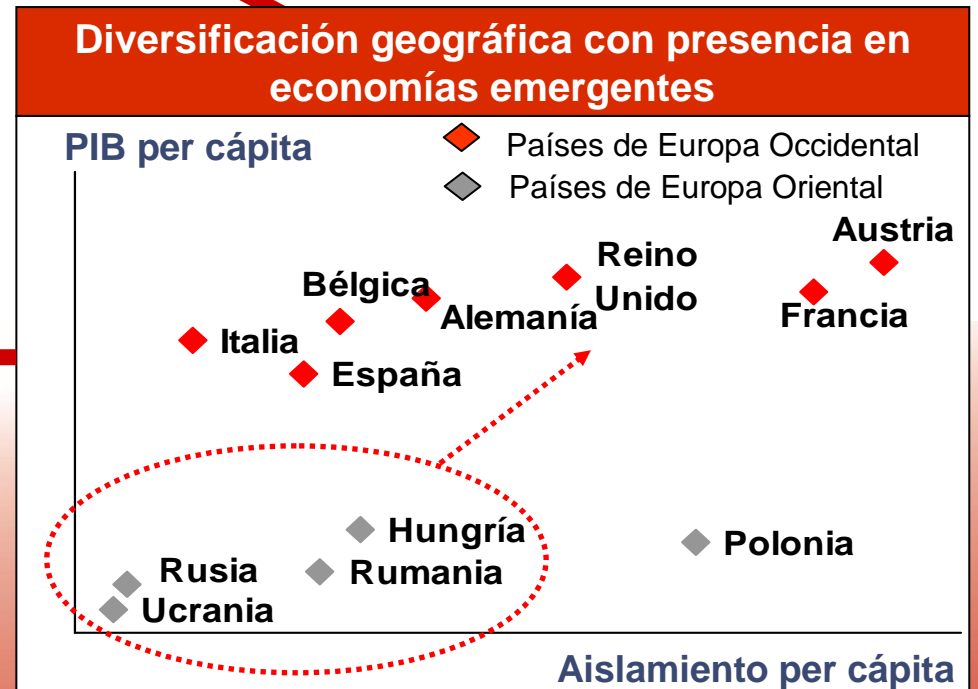 Diversificación geográfica con presencia en
economías emergentes
PIB per cápita
Países de Europa Occidental
Países de Europa Oriental
Austria
Reino
Unido
Bélgica
Alemanía
Francia
Italia
España
Hungría
Polonia
Rusia
Rumania
Ucrania
Aislamiento per cápita